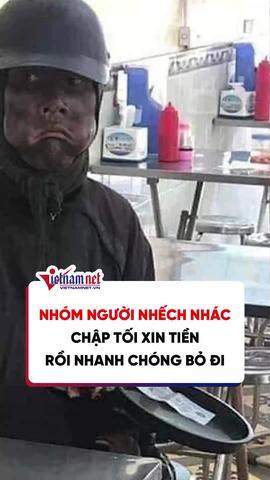 vietnamnet
VIETNAMNET.VN
NHÓM NGƯỜI NHẾCH NHÁC
CHẬP TỐI XIN TIỀN
RỒI NHANH CHÓNG BỎ ĐI